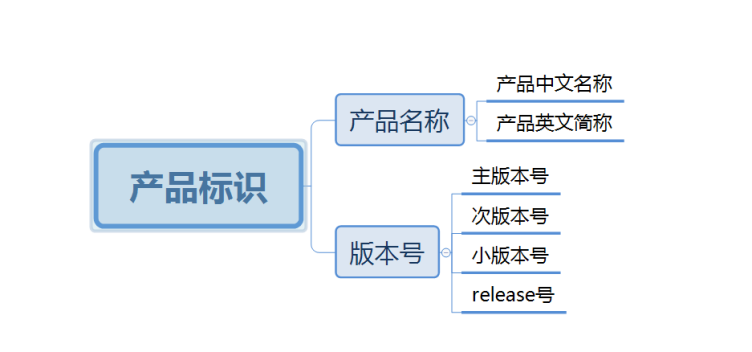 产品标识
产品名称
产品中文名称
产品英文简称
版本号
主版本号
次版本号
小版本号
release号